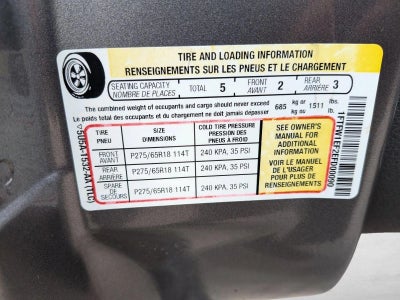 TIRE AND LOADING INFORMATION
RENSEIGNEMENTS SUR LES PNEUS ET LE CHARGEMENT
SEATING CAPACITY
NOMBRE DE PLACES
TOTAL 5
FRONT
AVANT 2
REAR
ARRIÈRE 3
The combined weight of occupants and cargo should never exceed 685 kg or 1511 lbs.
Le poids total des occupants et du chargement ne doit jamais dépasser kg ou lb.
TIRE
PNEU
SIZE
DIMENSIONS
COLD TIRE PRESSURE
PRESSION DES
PNEUS A FROID
FRONT
AVANT
P275/65R18 114T
240 KPA, 35 PSI
REAR
ARRIÈRE
P275/65R18 114T
240 KPA, 35 PSI
SPARE
DE
SECOURS
P275/65R18 114T
240 KPA, 35 PSI
SEE OWNER'S
MANUAL FOR
ADDITIONAL
INFORMATION
VOIR LE MANUEL
DE L'USAGER
POUR PLUS DE
RENSEIGNEMENTS